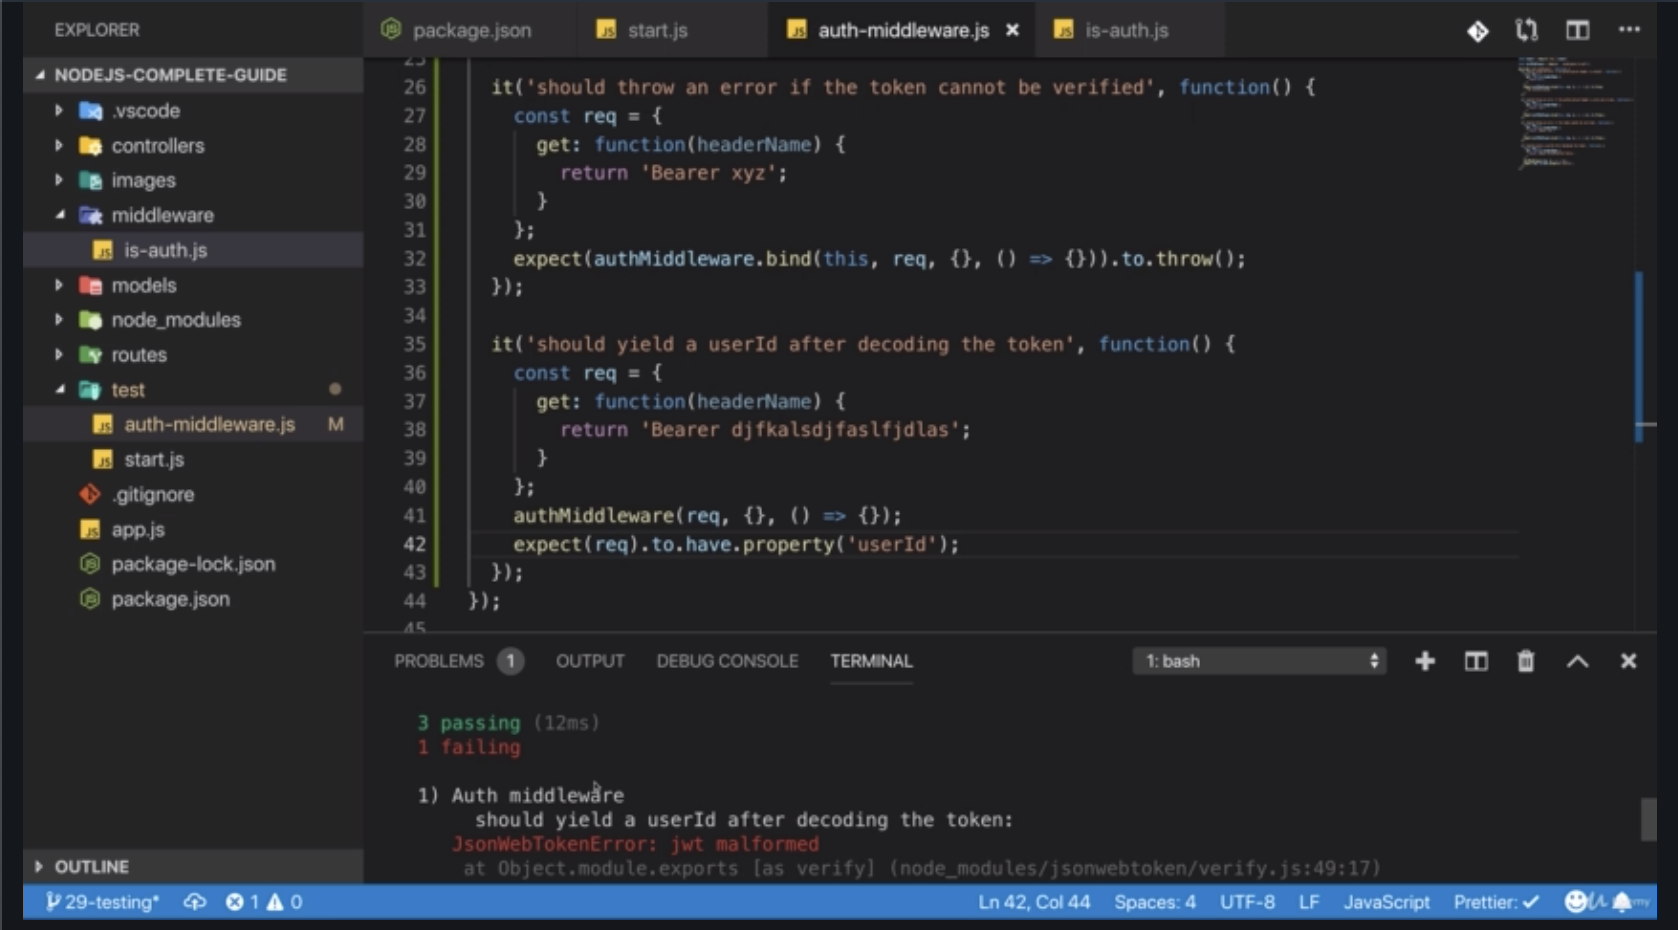 EXPLORER
package.json
start.js
auth-middleware.js
is-auth.js
NODEJS-COMPLETE-GUIDE
.vscode
controllers
images
middleware
is-auth.js
models
node_modules
routes
test
auth-middleware.js M
start.js
.gitignore
app.js
package-lock.json
package.json
OUTLINE
25
26 it('should throw an error if the token cannot be verified', function() {
27 const req = {
28 get: function(headerName) {
29 return 'Bearer xyz';
30 }
31 };
32 expect(authMiddleware.bind(this, req, {}, () => {})).to.throw();
33 });
34
35 it('should yield a userId after decoding the token', function() {
36 const req = {
37 get: function(headerName) {
38 return 'Bearer djfkalsdjfaslfjdlas';
39 }
40 };
41 authMiddleware(req, {}, () => {});
42 expect(req).to.have.property('userId');
43 });
44 });
45
PROBLEMS 1 OUTPUT DEBUG CONSOLE TERMINAL 1: bash
3 passing (12ms)
1 failing
1) Auth middleware
should yield a userId after decoding the token:
JsonWebTokenError: jwt malformed
at Object.module.exports [as verify] (node_modules/jsonwebtoken/verify.js:49:17)
29-testing* 1 0 Ln 42, Col 44 Spaces: 4 UTF-8 LF JavaScript Prettier: ✓